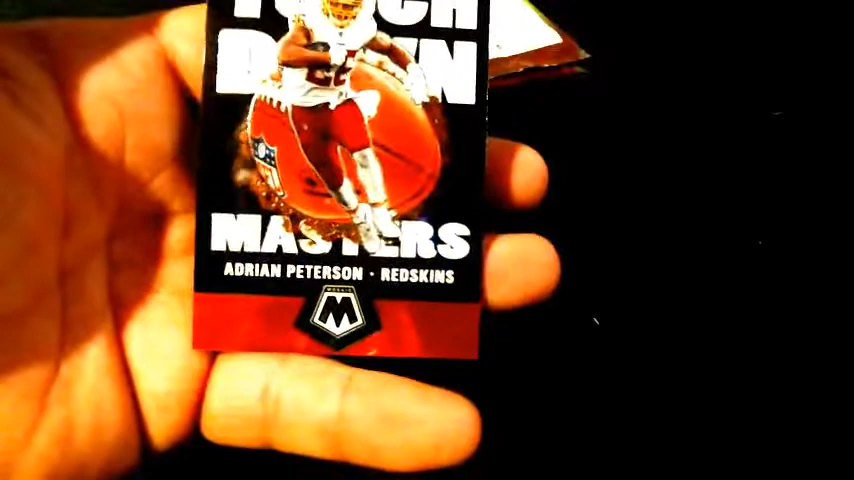 TOUCH
DOWN
MASTERS
ADRIAN PETERSON · REDSKINS
MOSAIC
M